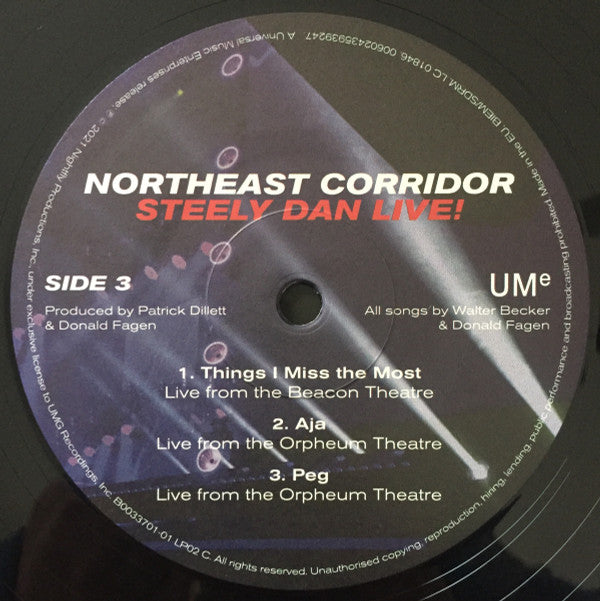 NORTHEAST CORRIDOR
STEELY DAN LIVE!
SIDE 3
UMe
Produced by Patrick Dillett
& Donald Fagen
All songs by Walter Becker
& Donald Fagen
1. Things I Miss the Most
Live from the Beacon Theatre
2. Aja
Live from the Orpheum Theatre
3. Peg
Live from the Orpheum Theatre
A Universal Music Enterprises release; ℗ © 2021 Nightfly Productions, Inc., under exclusive license to UMG Recordings, Inc. B0033701-01 LP02 C. All rights reserved. Unauthorised copying, reproduction, hiring, lending, public performance and broadcasting prohibited Made in the EU BIEM/SDRM LC 01846 00602435939247